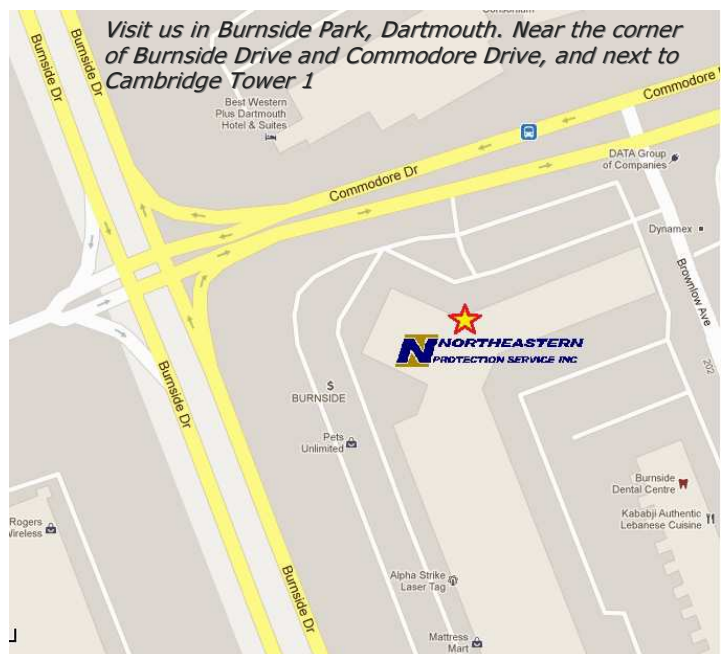 Consortium
Visit us in Burnside Park, Dartmouth. Near the corner
of Burnside Drive and Commodore Drive, and next to
Cambridge Tower 1
Burnside Dr
Burnside Dr
Best Western
Plus Dartmouth
Hotel & Suites
Commodore
Commodore Dr
DATA Group
of Companies
Dynamex
Brownlow Ave
202
N NORTHEASTERN
PROTECTION SERVICE INC
$
BURNSIDE
Burnside Dr
Pets
Unlimited
Burnside
Dental Centre
Kababji Authentic
Lebanese Cuisine
Rogers
Wireless
Burnside Dr
Alpha Strike
Laser Tag
Mattress
Mart